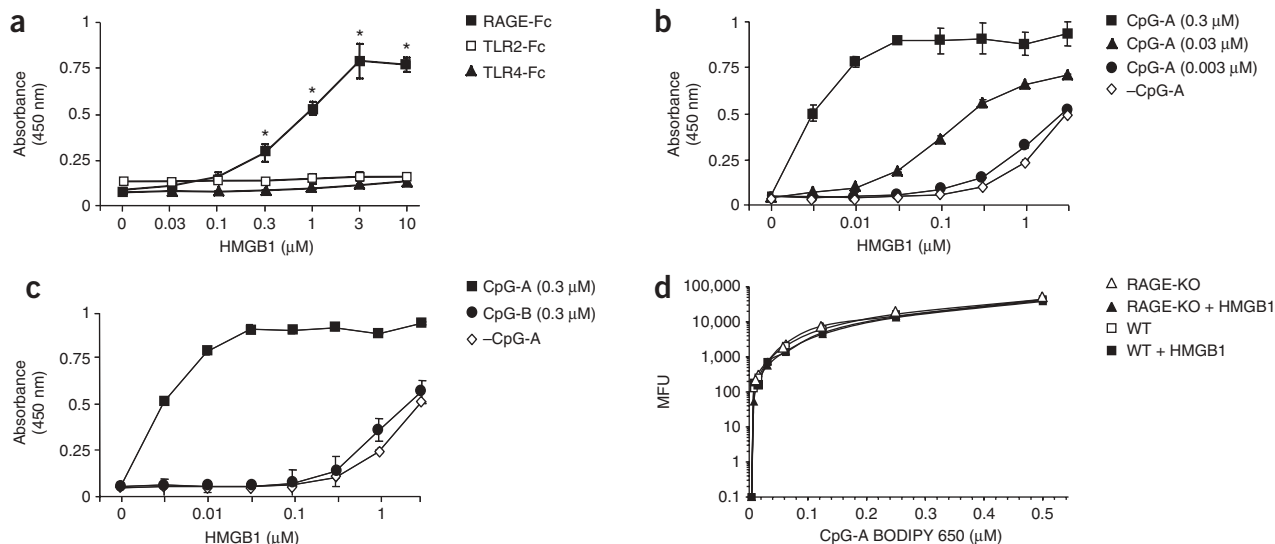 a
1
0.75
0.5
0.25
0
Absorbance
(450 nm)
* * * *
0 0.03 0.1 0.3 1 3 10
HMGB1 (μM)
RAGE-Fc
TLR2-Fc
TLR4-Fc
b
1
0.75
0.5
0.25
0
Absorbance
(450 nm)
0 0.01 0.1 1
HMGB1 (μM)
CpG-A (0.3 μM)
CpG-A (0.03 μM)
CpG-A (0.003 μM)
–CpG-A
c
1
0.75
0.5
0.25
0
Absorbance
(450 nm)
0 0.01 0.1 1
HMGB1 (μM)
CpG-A (0.3 μM)
CpG-B (0.3 μM)
–CpG-A
d
100,000
10,000
1,000
100
10
1
0.1
MFU
0 0.1 0.2 0.3 0.4 0.5
CpG-A BODIPY 650 (μM)
RAGE-KO
RAGE-KO + HMGB1
WT
WT + HMGB1